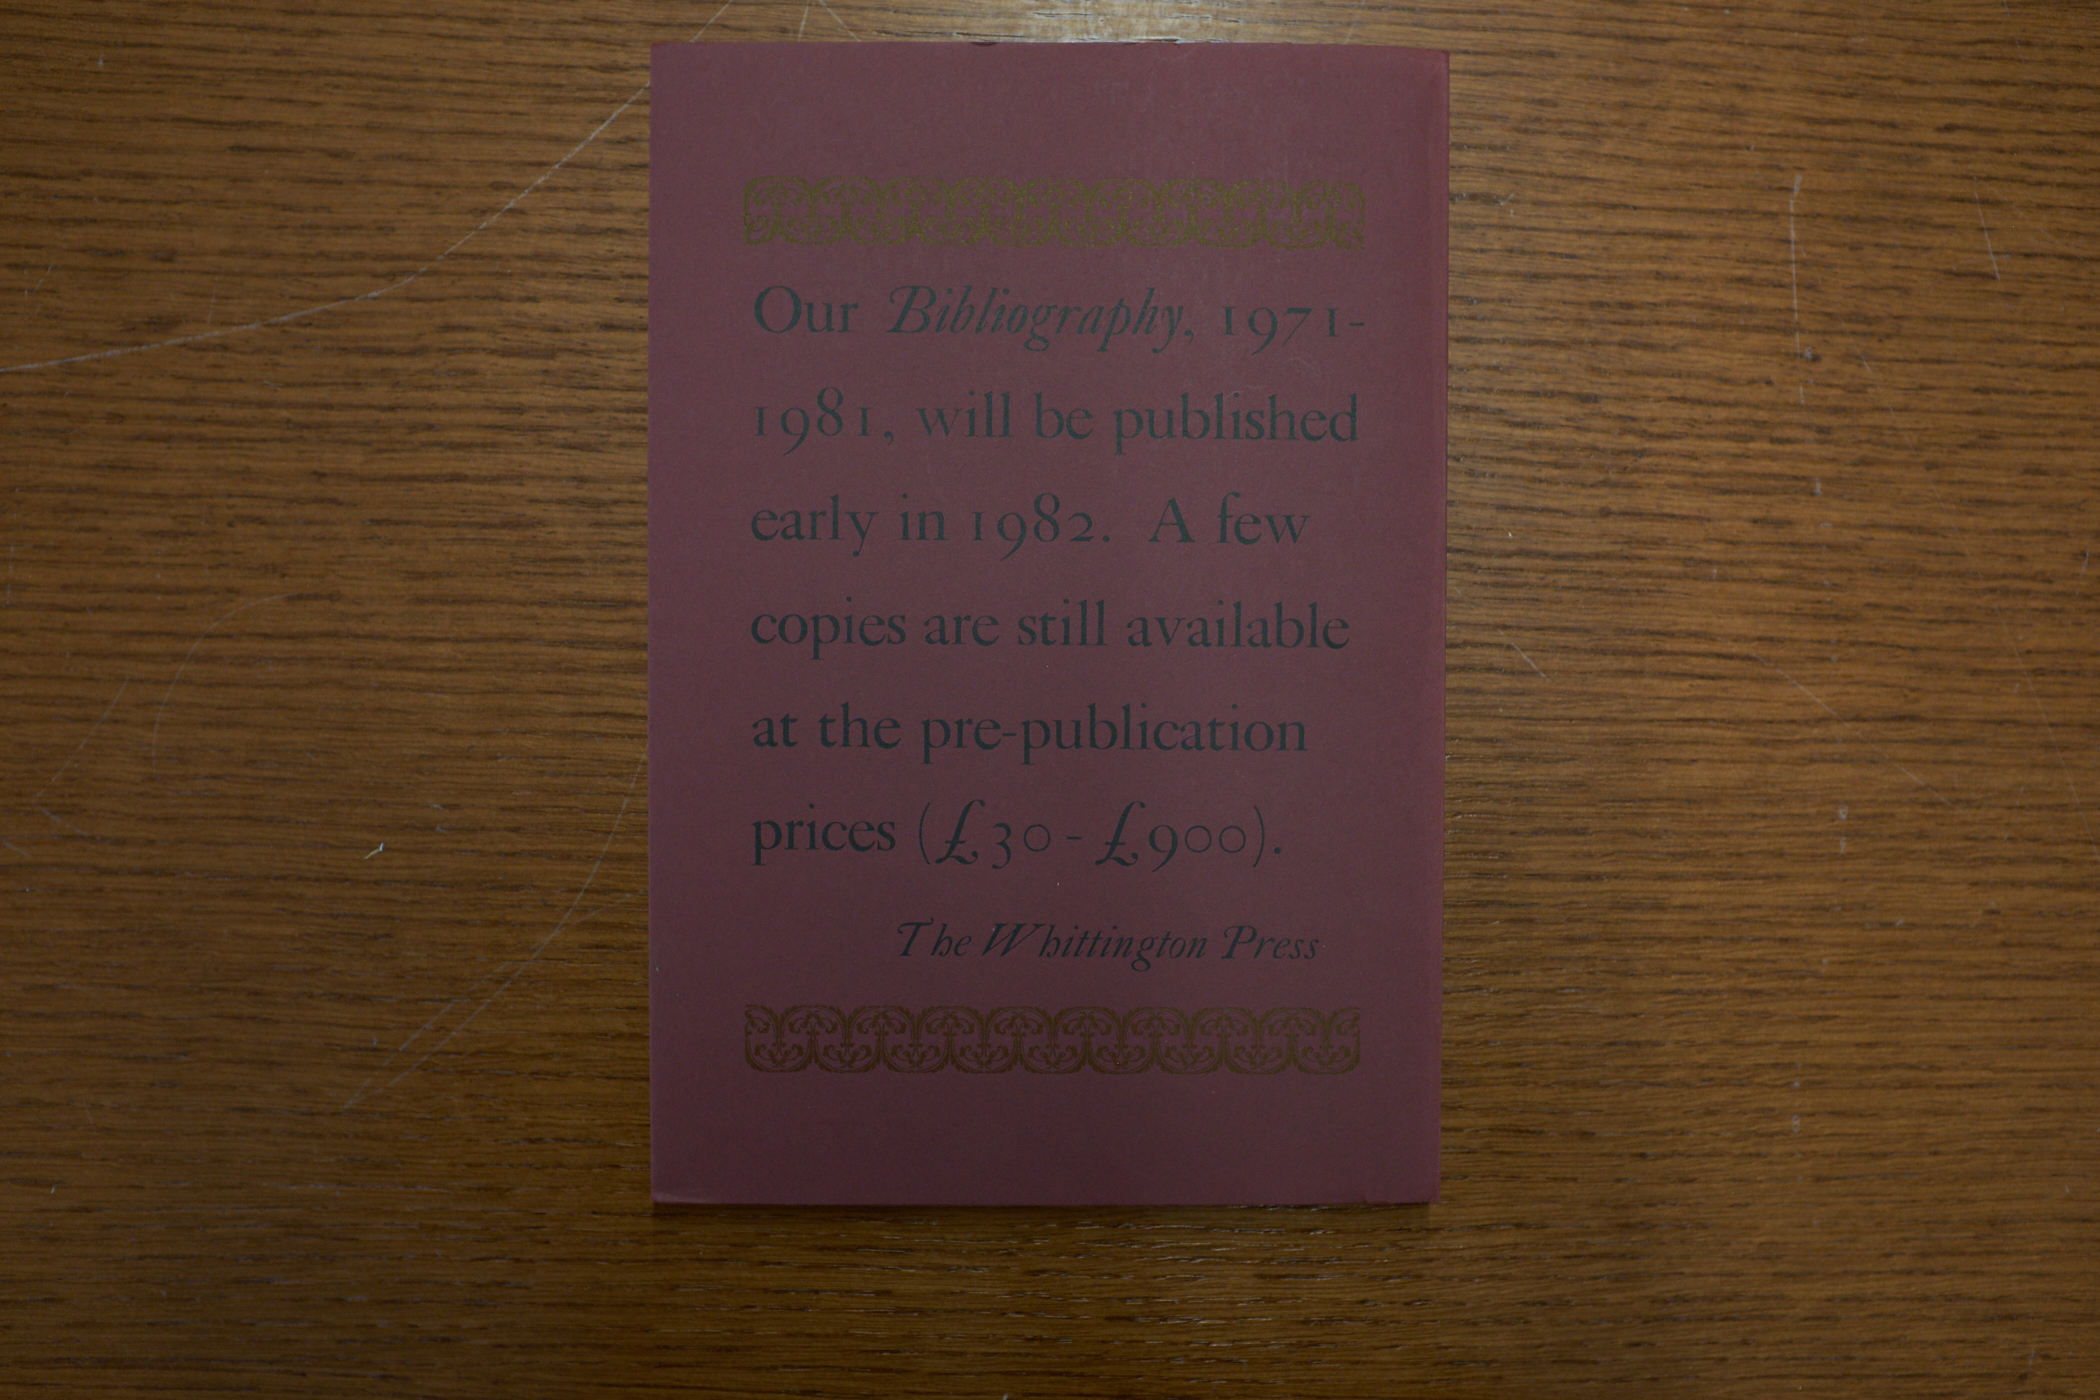 Our Bibliography, 1971-
1981, will be published
early in 1982. A few
copies are still available
at the pre-publication
prices (£30 - £900).
The Whittington Press